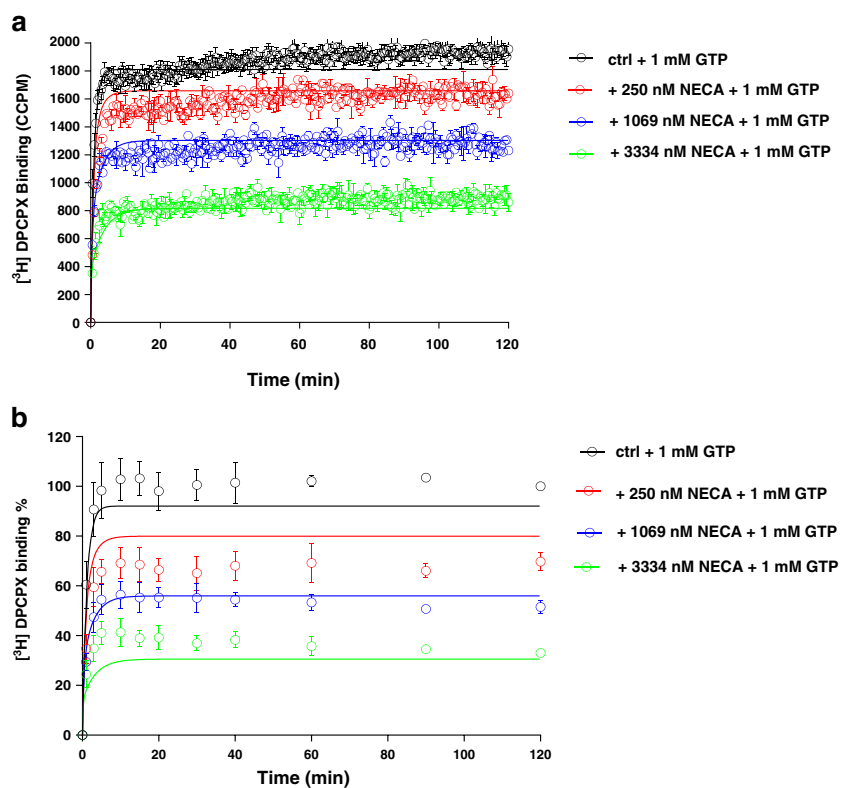 a
[³H] DPCPX Binding (CCPM)
2000
1800
1600
1400
1200
1000
800
600
400
200
0
0 20 40 60 80 100 120
Time (min)
ctrl + 1 mM GTP
+ 250 nM NECA + 1 mM GTP
+ 1069 nM NECA + 1 mM GTP
+ 3334 nM NECA + 1 mM GTP
b
[³H] DPCPX binding %
120
100
80
60
40
20
0
0 20 40 60 80 100 120
Time (min)
ctrl + 1 mM GTP
+ 250 nM NECA + 1 mM GTP
+ 1069 nM NECA + 1 mM GTP
+ 3334 nM NECA + 1 mM GTP